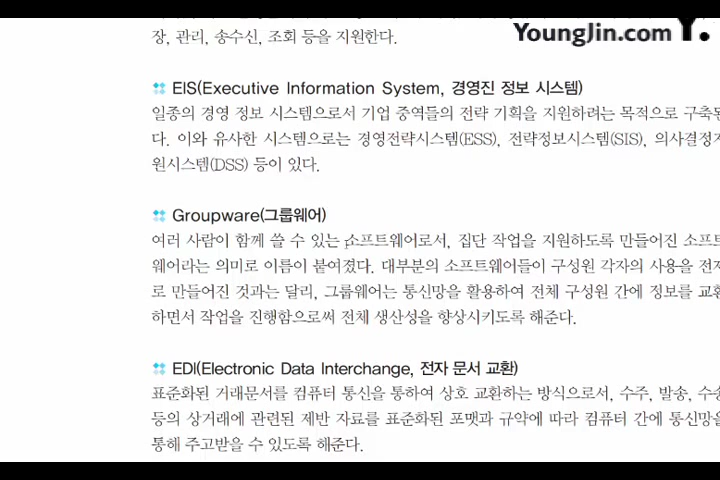 YoungJin.com Y.
장, 관리, 송수신, 조회 등을 지원한다.
EIS(Executive Information System, 경영진 정보 시스템)
일종의 경영 정보 시스템으로서 기업 중역들의 전략 기획을 지원하려는 목적으로 구축된
다. 이와 유사한 시스템으로는 경영전략시스템(ESS), 전략정보시스템(SIS), 의사결정지
원시스템(DSS) 등이 있다.
Groupware(그룹웨어)
여러 사람이 함께 쓸 수 있는 소프트웨어로서, 집단 작업을 지원하도록 만들어진 소프트
웨어라는 의미로 이름이 붙여졌다. 대부분의 소프트웨어들이 구성원 각자의 사용을 전제
로 만들어진 것과는 달리, 그룹웨어는 통신망을 활용하여 전체 구성원 간에 정보를 교환
하면서 작업을 진행함으로써 전체 생산성을 향상시키도록 해준다.
EDI(Electronic Data Interchange, 전자 문서 교환)
표준화된 거래문서를 컴퓨터 통신을 통하여 상호 교환하는 방식으로서, 수주, 발송, 수송
등의 상거래에 관련된 제반 자료를 표준화된 포맷과 규약에 따라 컴퓨터 간에 통신망을
통해 주고받을 수 있도록 해준다.